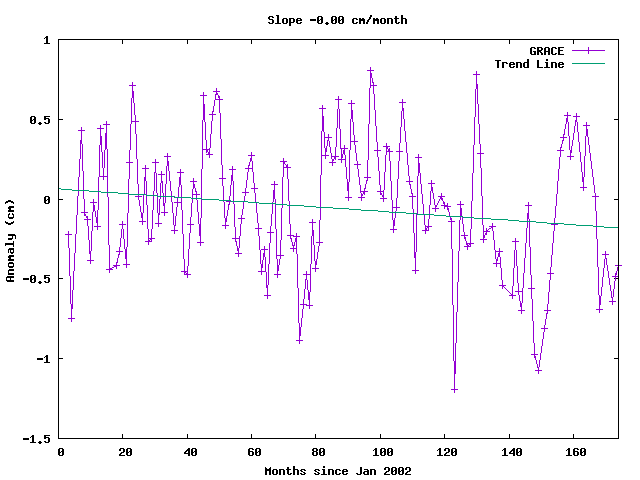 Slope -0.00 cm/month
GRACE
Trend Line
1
0.5
0
-0.5
-1
-1.5
Anomaly (cm)
0 20 40 60 80 100 120 140 160
Months since Jan 2002